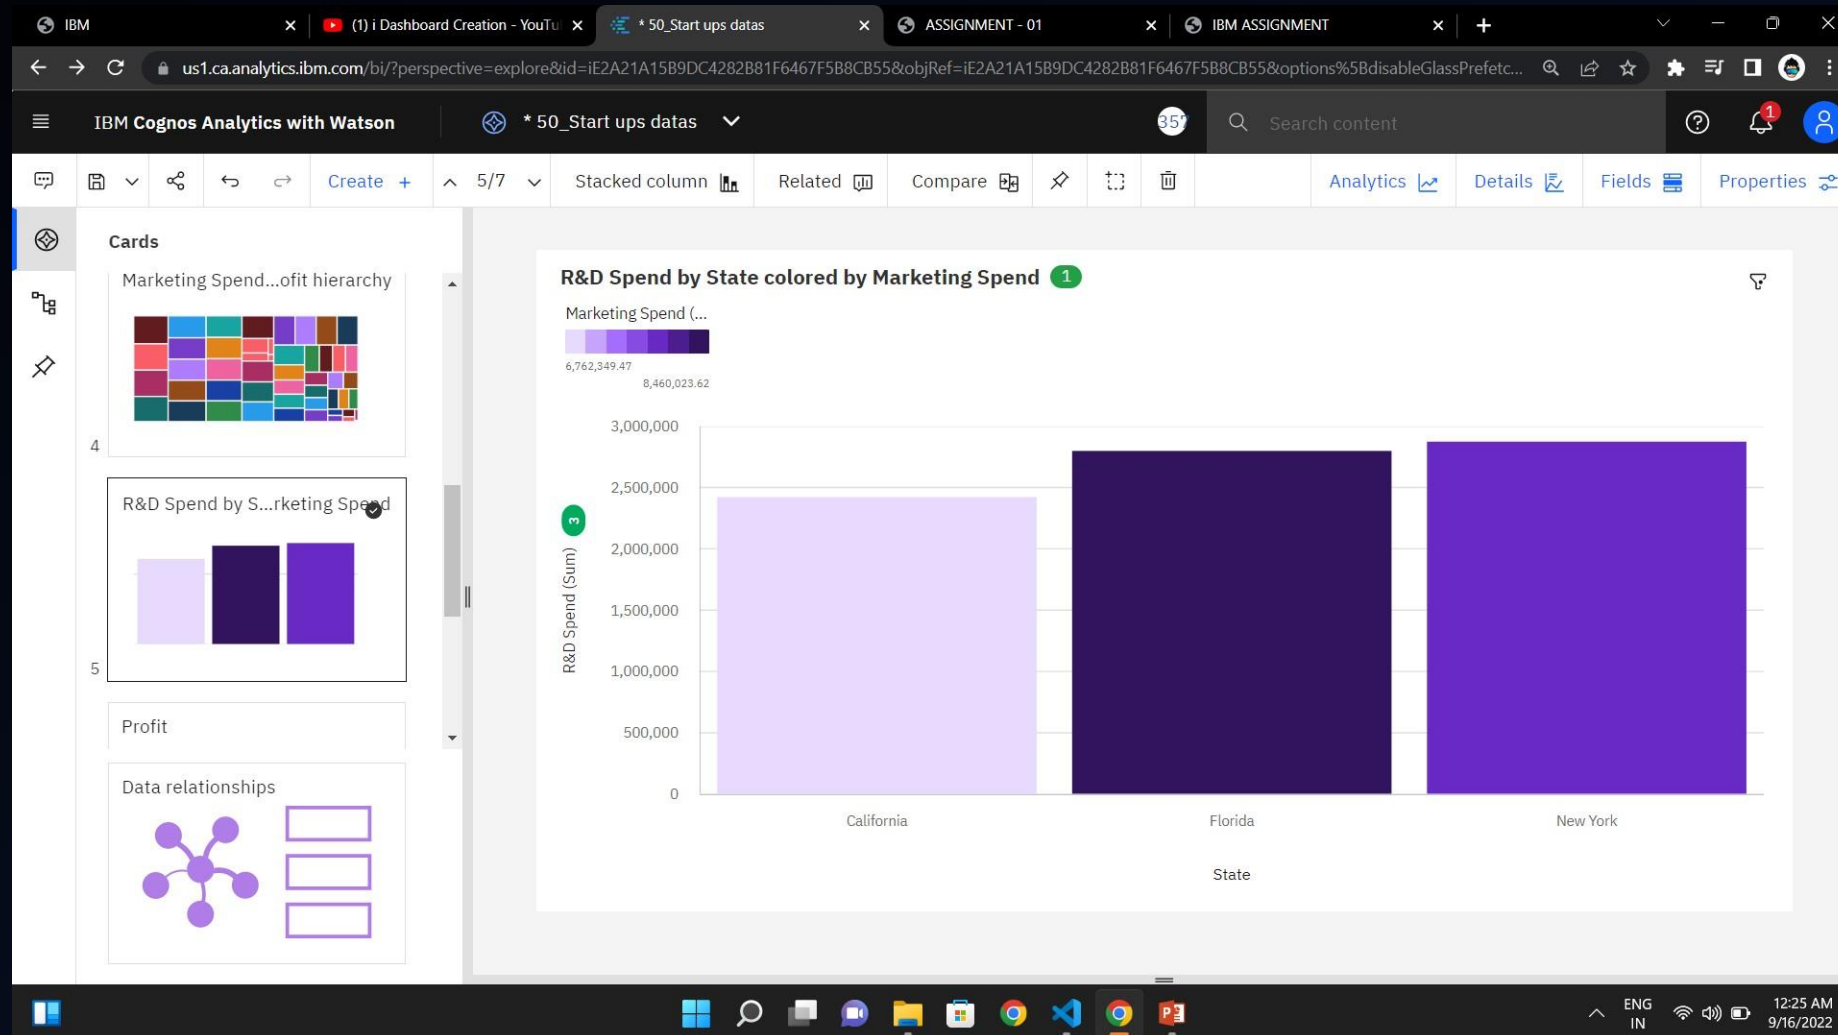 IBM
(1) i Dashboard Creation - YouTu
* 50_Start ups datas
ASSIGNMENT - 01
IBM ASSIGNMENT
us1.ca.analytics.ibm.com/bi/?perspective=explore&id=iE2A21A15B9DC4282B81F6467F5B8CB55&objRef=iE2A21A15B9DC4282B81F6467F5B8CB55&options%5BdisableGlassPrefetc...
IBM Cognos Analytics with Watson
* 50_Start ups datas
357
Search content
1
Create +
5/7
Stacked column
Related
Compare
Analytics
Details
Fields
Properties
Cards
Marketing Spend...ofit hierarchy
4
R&D Spend by S...rketing Spend
5
Profit
Data relationships
R&D Spend by State colored by Marketing Spend 1
Marketing Spend (...
6,762,349.47
8,460,023.62
3,000,000
2,500,000
2,000,000
1,500,000
1,000,000
500,000
0
R&D Spend (Sum) 3
California
Florida
New York
State
ENG
IN
12:25 AM
9/16/2022